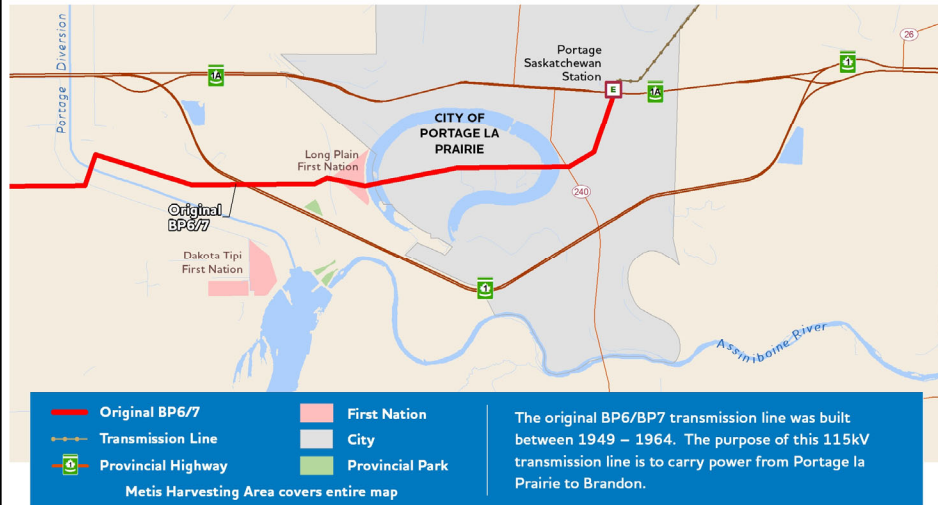 Portage Diversion
1A
Portage
Saskatchewan
Station
E
1A
1
26
CITY OF
PORTAGE LA
PRAIRIE
Long Plain
First Nation
240
Original
BP6/7
Dakota Tipi
First Nation
1
Assiniboine River
Original BP6/7
Transmission Line
1
Provincial Highway
First Nation
City
Provincial Park
Metis Harvesting Area covers entire map
The original BP6/BP7 transmission line was built
between 1949 – 1964. The purpose of this 115kV
transmission line is to carry power from Portage la
Prairie to Brandon.